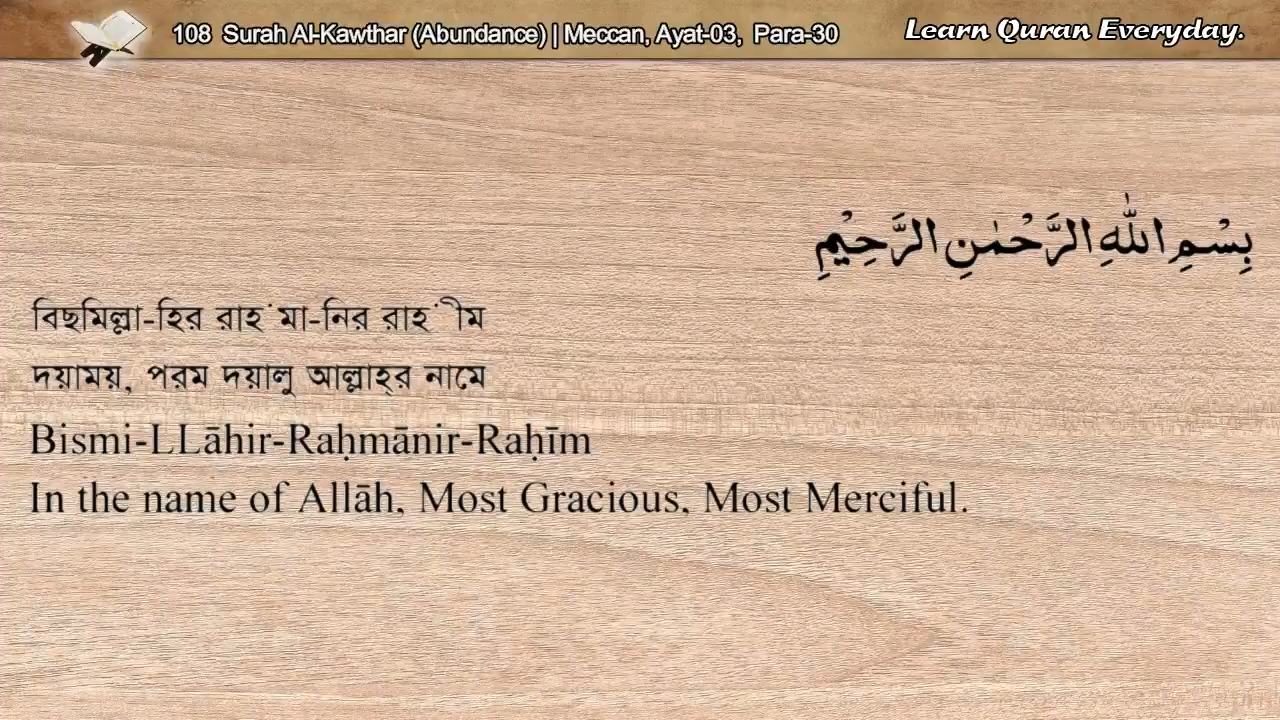 108 Surah Al-Kawthar (Abundance) | Meccan, Ayat-03, Para-30
Learn Quran Everyday.
بِسْمِ اللّٰهِ الرَّحْمٰنِ الرَّحِيْمِ
বিছমিল্লা-হির রাহ'মা-নির রাহ'ীম
দয়াময়, পরম দয়ালু আল্লাহ্‌র নামে
Bismi-LLāhir-Raḥmānir-Raḥīm
In the name of Allāh, Most Gracious, Most Merciful.